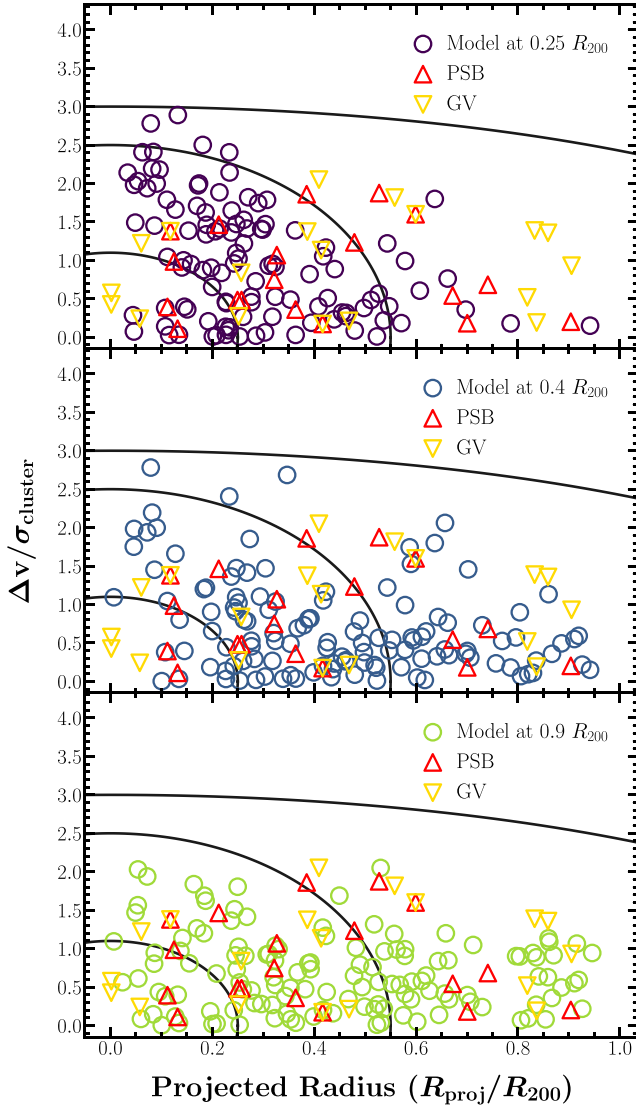 4.0
3.5
3.0
2.5
2.0
1.5
1.0
0.5
0.0
Model at 0.25 R₂₀₀
PSB
GV
4.0
3.5
3.0
2.5
2.0
1.5
1.0
0.5
0.0
Model at 0.4 R₂₀₀
PSB
GV
Δv/σcluster
4.0
3.5
3.0
2.5
2.0
1.5
1.0
0.5
0.0
Model at 0.9 R₂₀₀
PSB
GV
0.0 0.2 0.4 0.6 0.8 1.0
Projected Radius (Rproj/R₂₀₀)